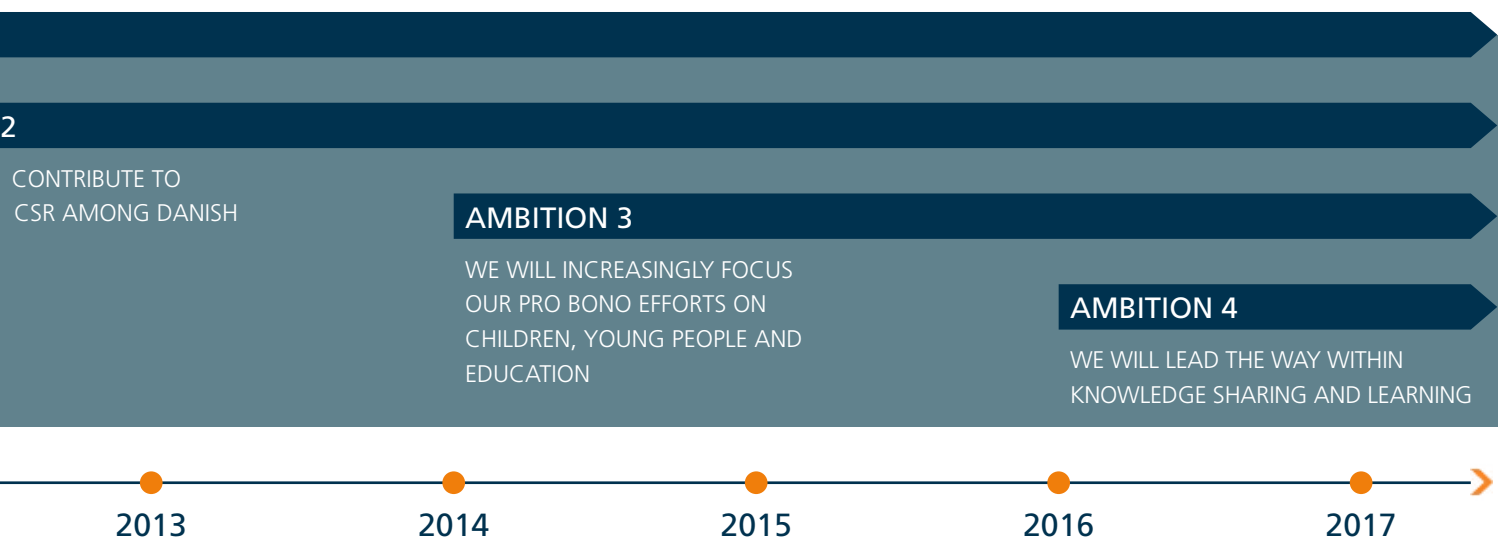 2
CONTRIBUTE TO
CSR AMONG DANISH
AMBITION 3
WE WILL INCREASINGLY FOCUS
OUR PRO BONO EFFORTS ON
CHILDREN, YOUNG PEOPLE AND
EDUCATION
AMBITION 4
WE WILL LEAD THE WAY WITHIN
KNOWLEDGE SHARING AND LEARNING
2013 2014 2015 2016 2017